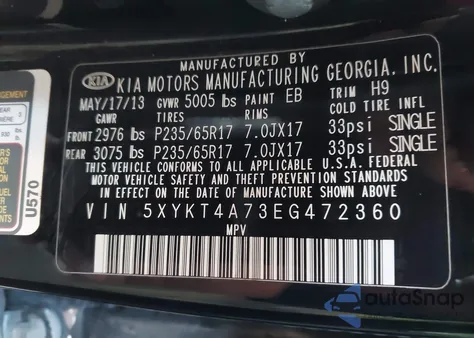 MANUFACTURED BY
KIA KIA MOTORS MANUFACTURING GEORGIA, INC.
MAY/17/13 GVWR 5005 lbs PAINT EB TRIM H9
GAWR TIRES RIMS COLD TIRE INFL
FRONT 2976 lbs P235/65R17 7.0JX17 33psi SINGLE
REAR 3075 lbs P235/65R17 7.0JX17 33psi SINGLE
THIS VEHICLE CONFORMS TO ALL APPLICABLE U.S.A. FEDERAL
MOTOR VEHICLE SAFETY AND THEFT PREVENTION STANDARDS IN
EFFECT ON THE DATE OF MANUFACTURE SHOWN ABOVE.
VIN 5XYKT4A73EG472360
MPV
U570
autoSnap